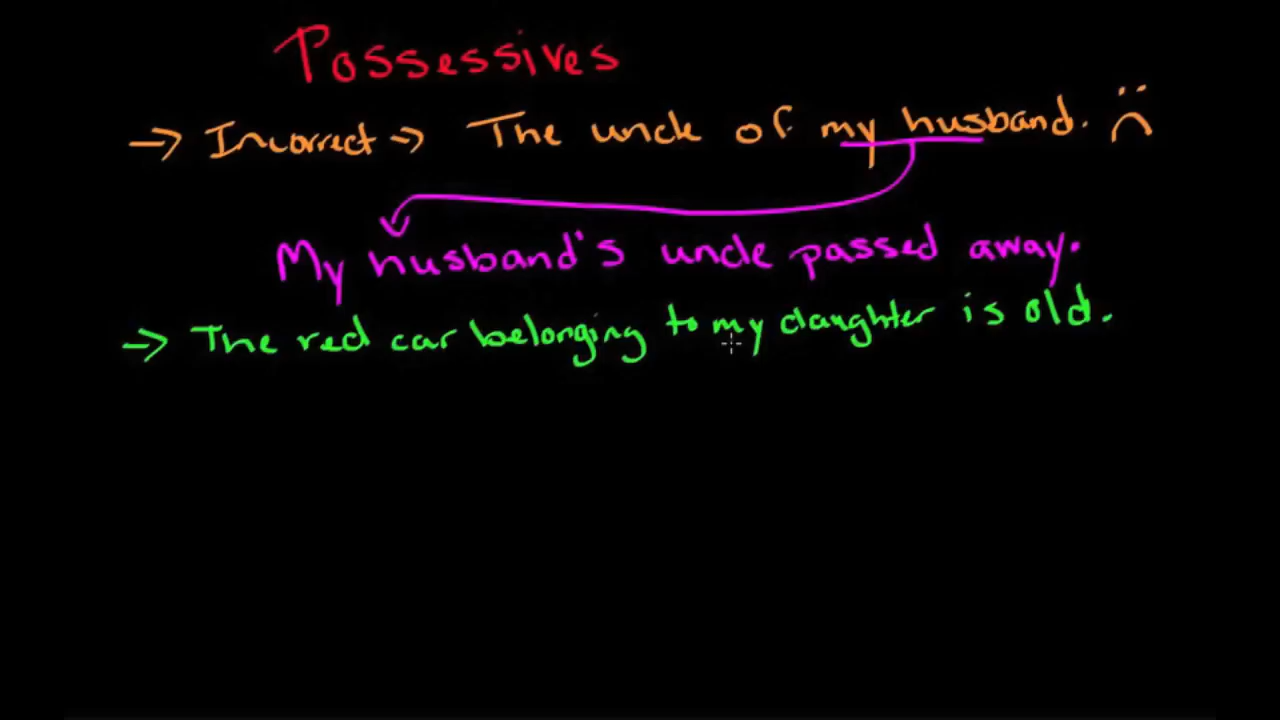 Possessives
→ Incorrect → The uncle of my husband. :(
My husband's uncle passed away.
→ The red car belonging to my daughter is old.